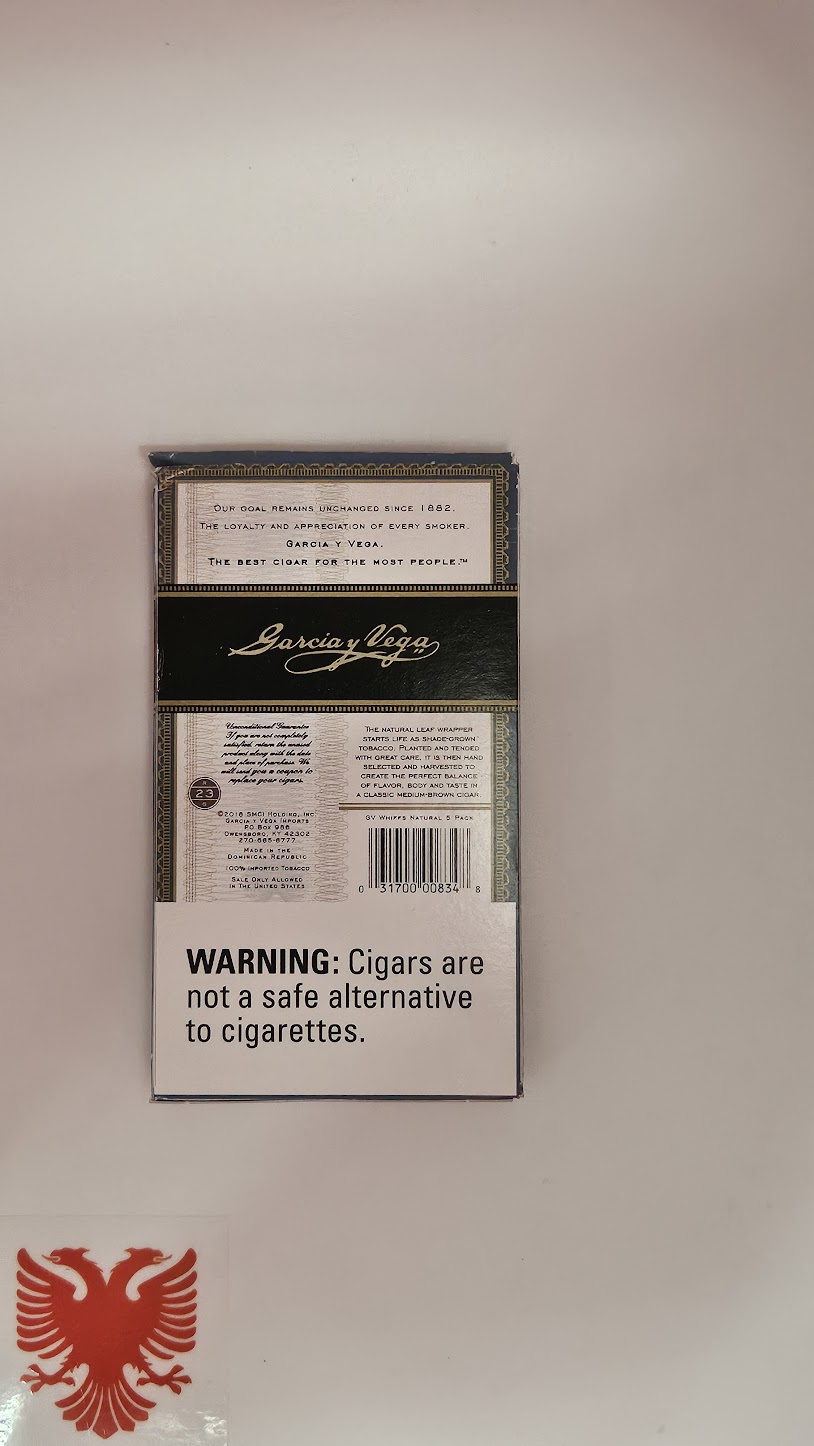 OUR GOAL REMAINS UNCHANGED SINCE 1882.
THE LOYALTY AND APPRECIATION OF EVERY SMOKER.
GARCIA Y VEGA.
THE BEST CIGAR FOR THE MOST PEOPLE.™
Garcia y Vega
Unconditional Guarantee
If you are not completely
satisfied, return the unused
product along with the date
and place of purchase. We
will send you a coupon to
replace your cigars.
23
©2016 SMCI HOLDING, INC
GARCIA Y VEGA IMPORTS
PO BOX 986
OWENSBORO, KY 42302
270-685-8777
MADE IN THE
DOMINICAN REPUBLIC
100% IMPORTED TOBACCO
SALE ONLY ALLOWED
IN THE UNITED STATES
THE NATURAL LEAF WRAPPER
STARTS LIFE AS SHADE-GROWN
TOBACCO. PLANTED AND TENDED
WITH GREAT CARE, IT IS THEN HAND
SELECTED AND HARVESTED TO
CREATE THE PERFECT BALANCE
OF FLAVOR, BODY AND TASTE IN
A CLASSIC MEDIUM-BROWN CIGAR.
GV WHIFFS NATURAL 5 PACK
0 31700 00834 8
WARNING: Cigars are
not a safe alternative
to cigarettes.